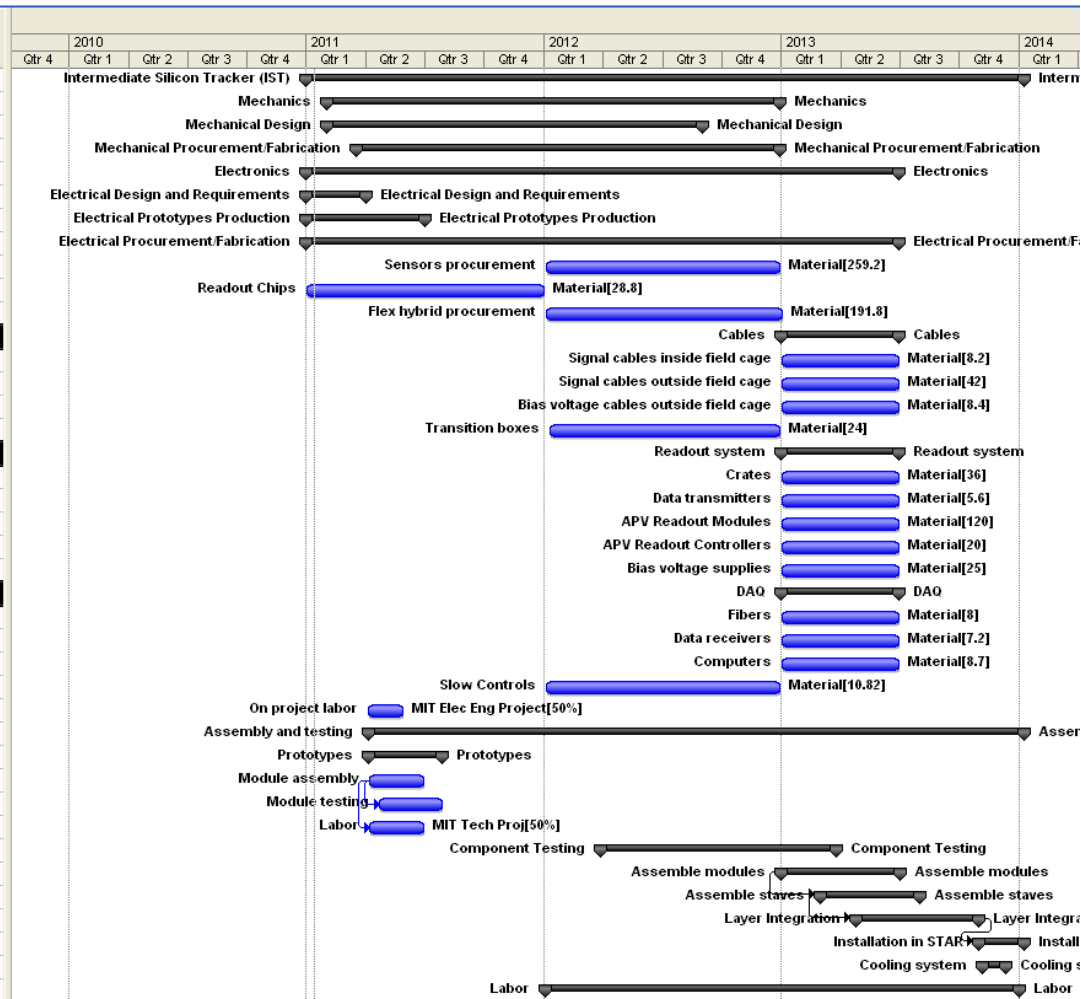 2010 2011 2012 2013 2014
Qtr 4 Qtr 1 Qtr 2 Qtr 3 Qtr 4 Qtr 1 Qtr 2 Qtr 3 Qtr 4 Qtr 1 Qtr 2 Qtr 3 Qtr 4 Qtr 1 Qtr 2 Qtr 3 Qtr 4 Qtr 1
Intermediate Silicon Tracker (IST) Intern
Mechanics Mechanics
Mechanical Design Mechanical Design
Mechanical Procurement/Fabrication Mechanical Procurement/Fabrication
Electronics Electronics
Electrical Design and Requirements Electrical Design and Requirements
Electrical Prototypes Production Electrical Prototypes Production
Electrical Procurement/Fabrication Electrical Procurement/Fa
Sensors procurement Material[259.2]
Readout Chips Material[28.8]
Flex hybrid procurement Material[191.8]
Cables Cables
Signal cables inside field cage Material[8.2]
Signal cables outside field cage Material[42]
Bias voltage cables outside field cage Material[8.4]
Transition boxes Material[24]
Readout system Readout system
Crates Material[36]
Data transmitters Material[5.6]
APV Readout Modules Material[120]
APV Readout Controllers Material[20]
Bias voltage supplies Material[25]
DAQ DAQ
Fibers Material[8]
Data receivers Material[7.2]
Computers Material[8.7]
Slow Controls Material[10.82]
On project labor MIT Elec Eng Project[50%]
Assembly and testing Assem
Prototypes Prototypes
Module assembly
Module testing
Labor MIT Tech Proj[50%]
Component Testing Component Testing
Assemble modules Assemble modules
Assemble staves Assemble staves
Layer Integration Layer Integra
Installation in STAR Install
Cooling system Cooling s
Labor Labor